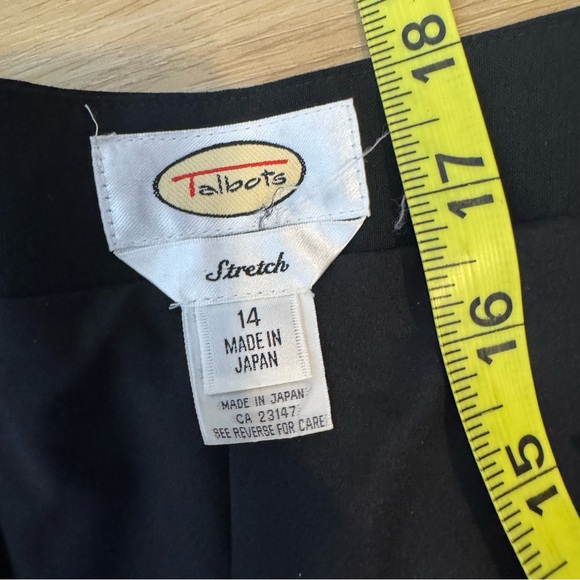 Talbots
Stretch
14
MADE IN
JAPAN
MADE IN JAPAN
CA 23147
SEE REVERSE FOR CARE
18
17
16
15